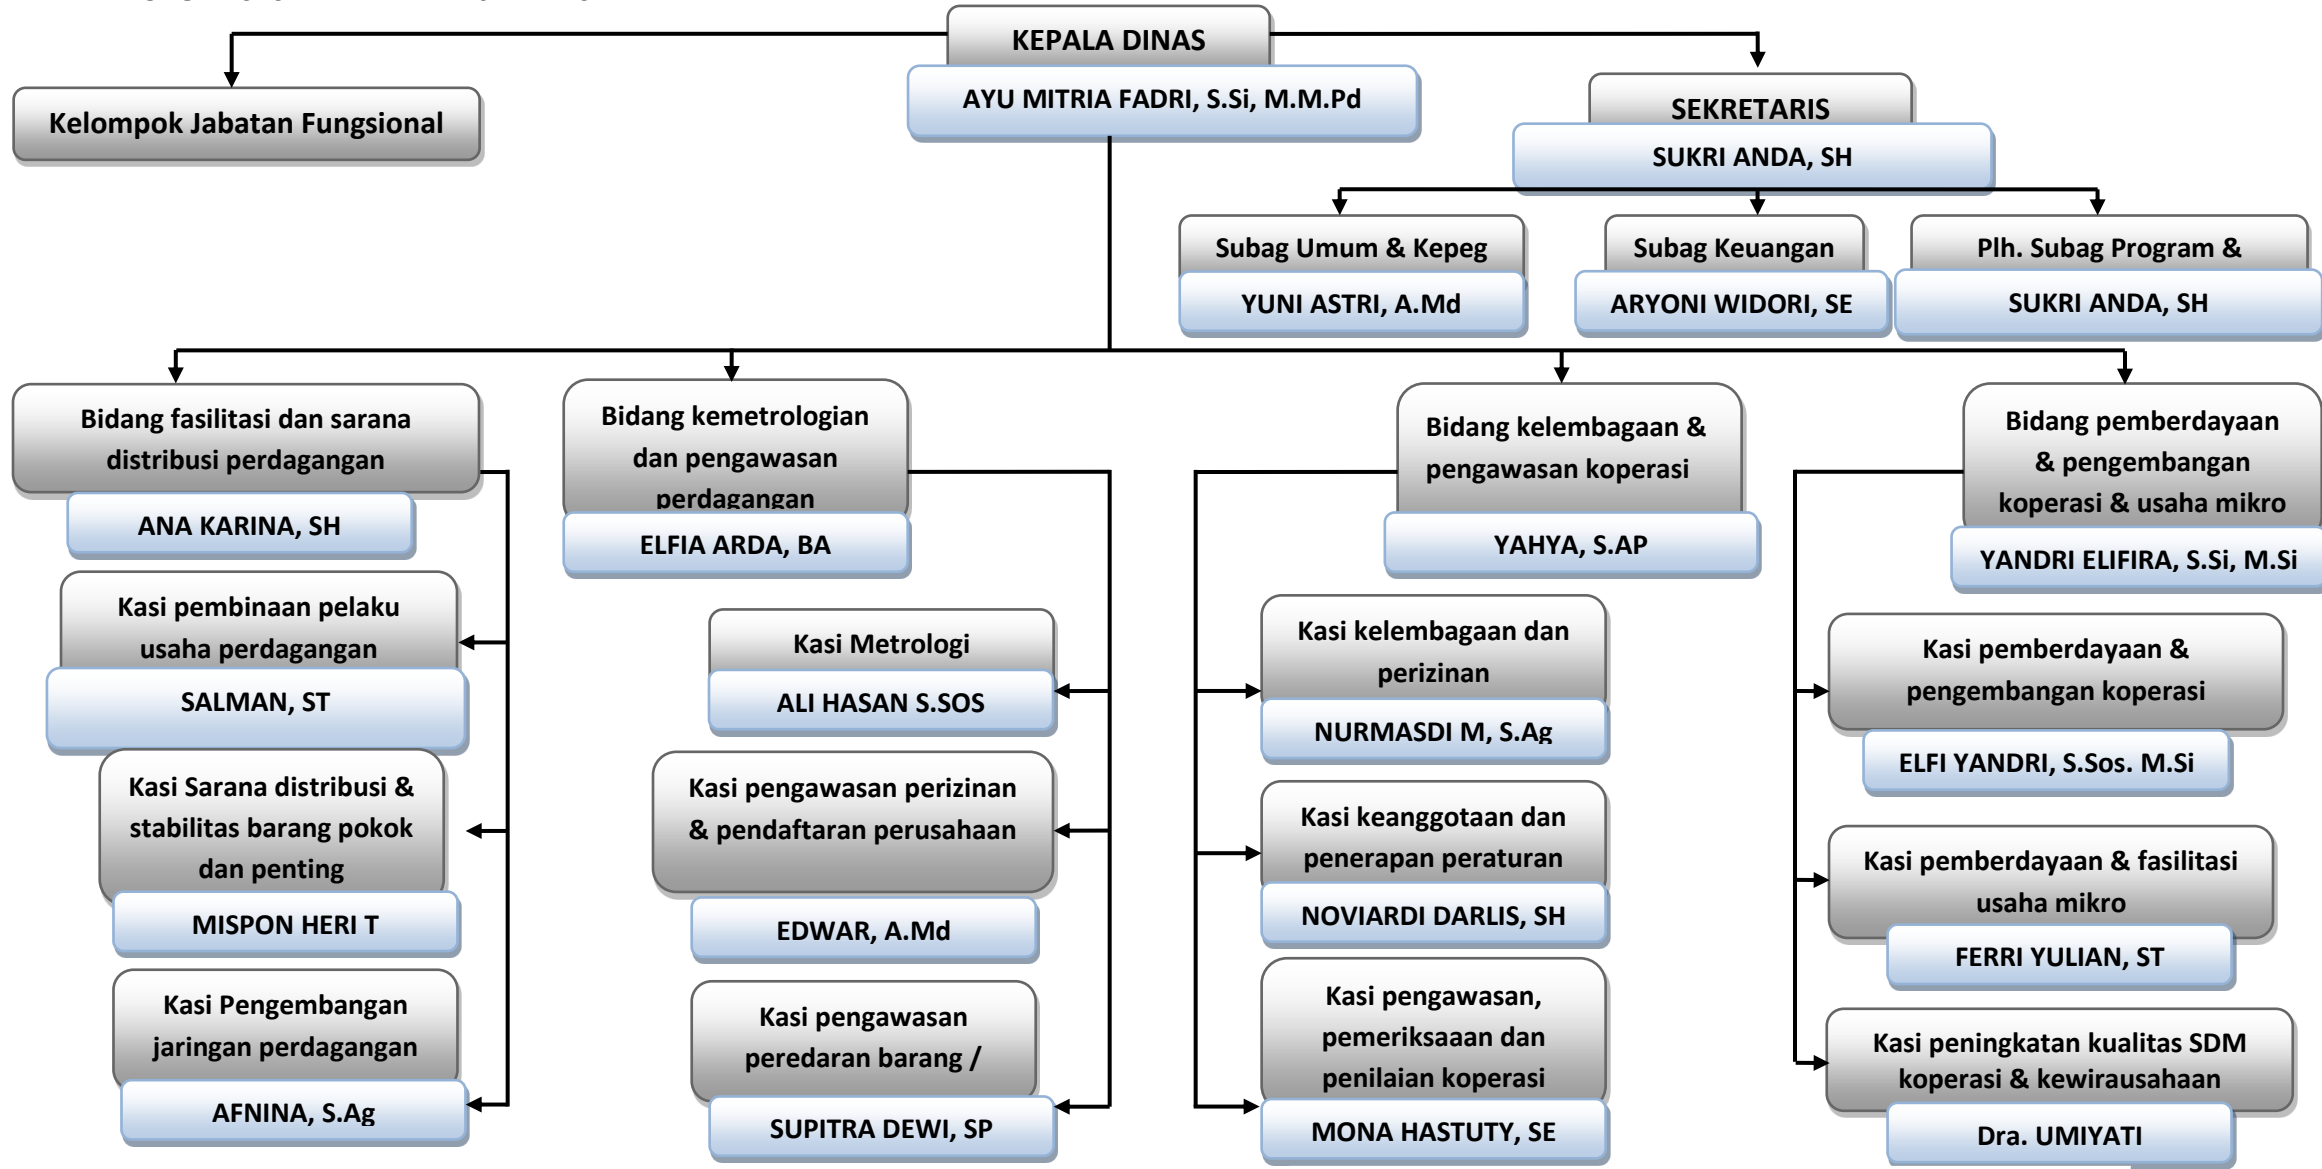 KEPALA DINAS
AYU MITRIA FADRI, S.Si, M.M.Pd
Kelompok Jabatan Fungsional
SEKRETARIS
SUKRI ANDA, SH
Subag Umum & Kepeg
YUNI ASTRI, A.Md
Subag Keuangan
ARYONI WIDORI, SE
Plh. Subag Program &
SUKRI ANDA, SH
Bidang fasilitasi dan sarana
distribusi perdagangan
ANA KARINA, SH
Kasi pembinaan pelaku
usaha perdagangan
SALMAN, ST
Kasi Sarana distribusi &
stabilitas barang pokok
dan penting
MISPON HERI T
Kasi Pengembangan
jaringan perdagangan
AFNINA, S.Ag
Bidang kemetrologian
dan pengawasan
perdagangan
ELFIA ARDA, BA
Kasi Metrologi
ALI HASAN S.SOS
Kasi pengawasan perizinan
& pendaftaran perusahaan
EDWAR, A.Md
Kasi pengawasan
peredaran barang /
SUPITRA DEWI, SP
Bidang kelembagaan &
pengawasan koperasi
YAHYA, S.AP
Kasi kelembagaan dan
perizinan
NURMASDI M, S.Ag
Kasi keanggotaan dan
penerapan peraturan
NOVIARDI DARLIS, SH
Kasi pengawasan,
pemeriksaaan dan
penilaian koperasi
MONA HASTUTY, SE
Bidang pemberdayaan
& pengembangan
koperasi & usaha mikro
YANDRI ELIFIRA, S.Si, M.Si
Kasi pemberdayaan &
pengembangan koperasi
ELFI YANDRI, S.Sos. M.Si
Kasi pemberdayaan & fasilitasi
usaha mikro
FERRI YULIAN, ST
Kasi peningkatan kualitas SDM
koperasi & kewirausahaan
Dra. UMIYATI